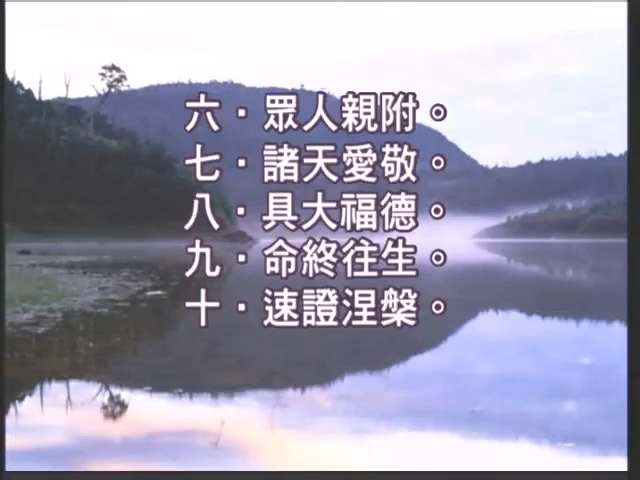 六．眾人親附。
七．諸天愛敬。
八．具大福德。
九．命終往生。
十．速證涅槃。